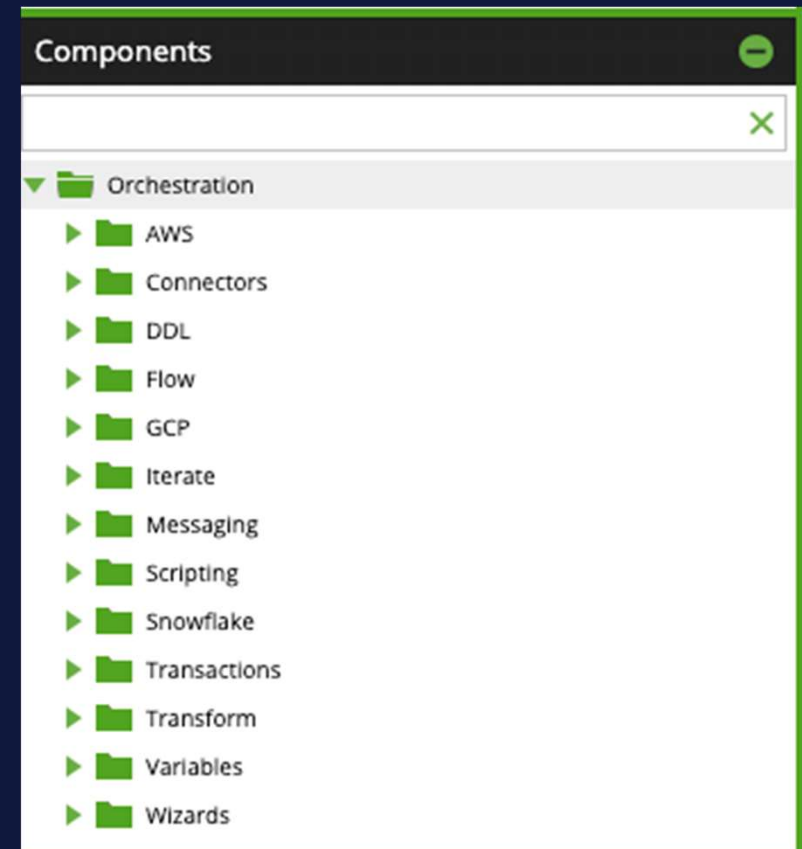 Components
Orchestration
AWS
Connectors
DDL
Flow
GCP
Iterate
Messaging
Scripting
Snowflake
Transactions
Transform
Variables
Wizards